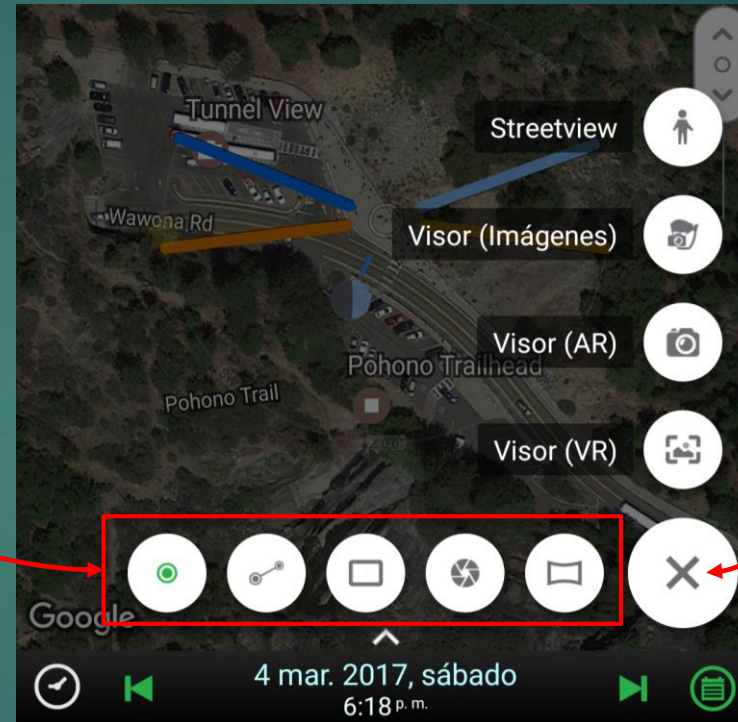 Tunnel View
Streetview
Wawona Rd
Visor (Imágenes)
Visor (AR)
Pohono Trailhead
Pohono Trail
Visor (VR)
Google
4 mar. 2017, sábado
6:18 p. m.